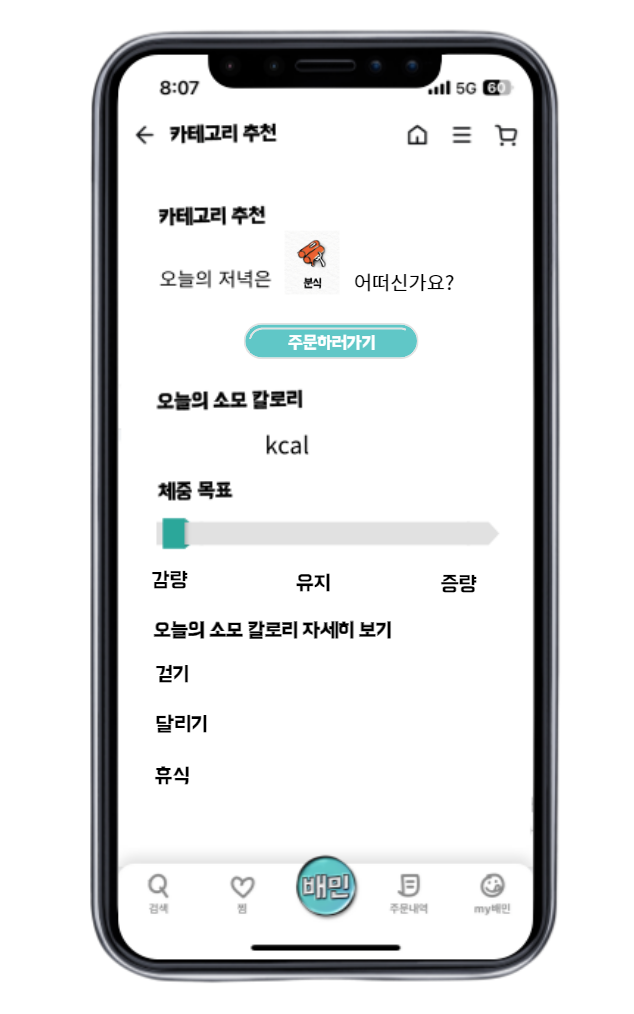 8:07 5G 60
카테고리 추천
카테고리 추천
오늘의 저녁은 분식 어떠신가요?
주문하러가기
오늘의 소모 칼로리
kcal
체중 목표
감량 유지 증량
오늘의 소모 칼로리 자세히 보기
걷기
달리기
휴식
배민
검색 찜 주문내역 my배민